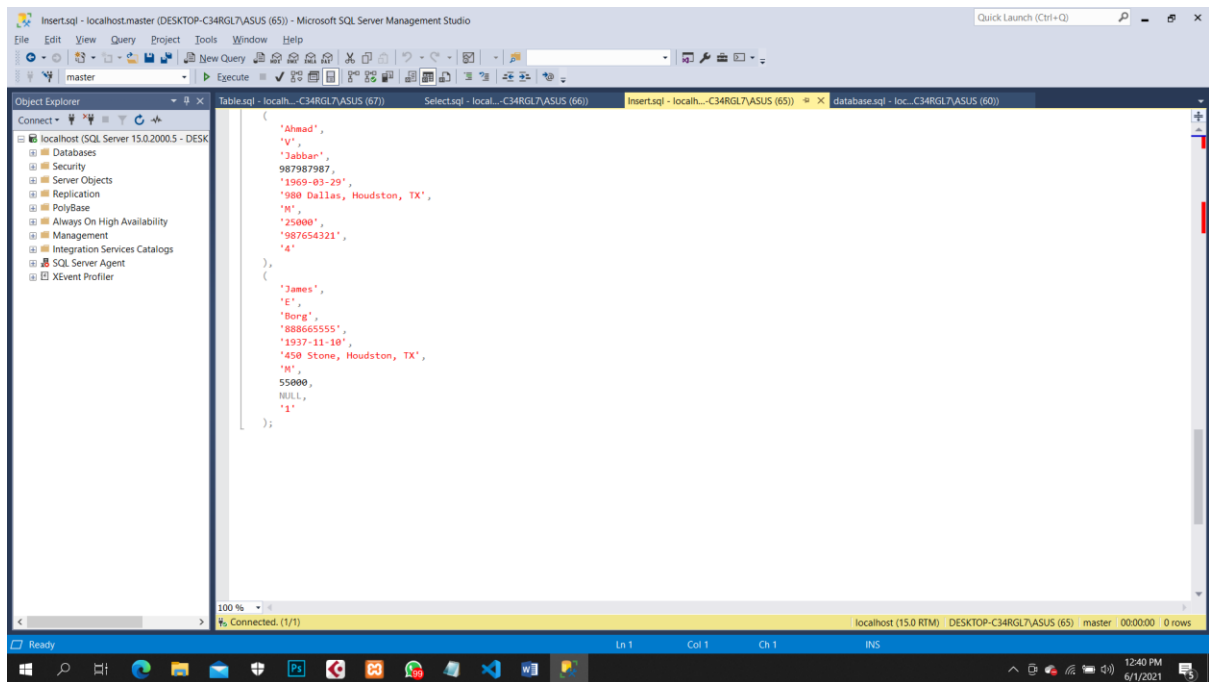 Insert.sql - localhost.master (DESKTOP-C34RGL7\ASUS (65)) - Microsoft SQL Server Management Studio
Quick Launch (Ctrl+Q)
File Edit View Query Project Tools Window Help
New Query
master
Execute
Object Explorer
Table.sql - localh...-C34RGL7\ASUS (67))
Select.sql - local...-C34RGL7\ASUS (66))
Insert.sql - localh...-C34RGL7\ASUS (65))
database.sql - loc...C34RGL7\ASUS (60))
Connect
localhost (SQL Server 15.0.2000.5 - DESK
Databases
Security
Server Objects
Replication
PolyBase
Always On High Availability
Management
Integration Services Catalogs
SQL Server Agent
XEvent Profiler
(
'Ahmad',
'V',
'Jabbar',
987987987,
'1969-03-29',
'980 Dallas, Houdston, TX',
'M',
'25000',
'987654321',
'4'
),
(
'James',
'E',
'Borg',
'888665555',
'1937-11-10',
'450 Stone, Houdston, TX',
'M',
55000,
NULL,
'1'
);
100 %
Connected. (1/1)
localhost (15.0 RTM) DESKTOP-C34RGL7\ASUS (65) master 00:00:00 0 rows
Ready
Ln 1 Col 1 Ch 1 INS
Ps
12:40 PM
6/1/2021